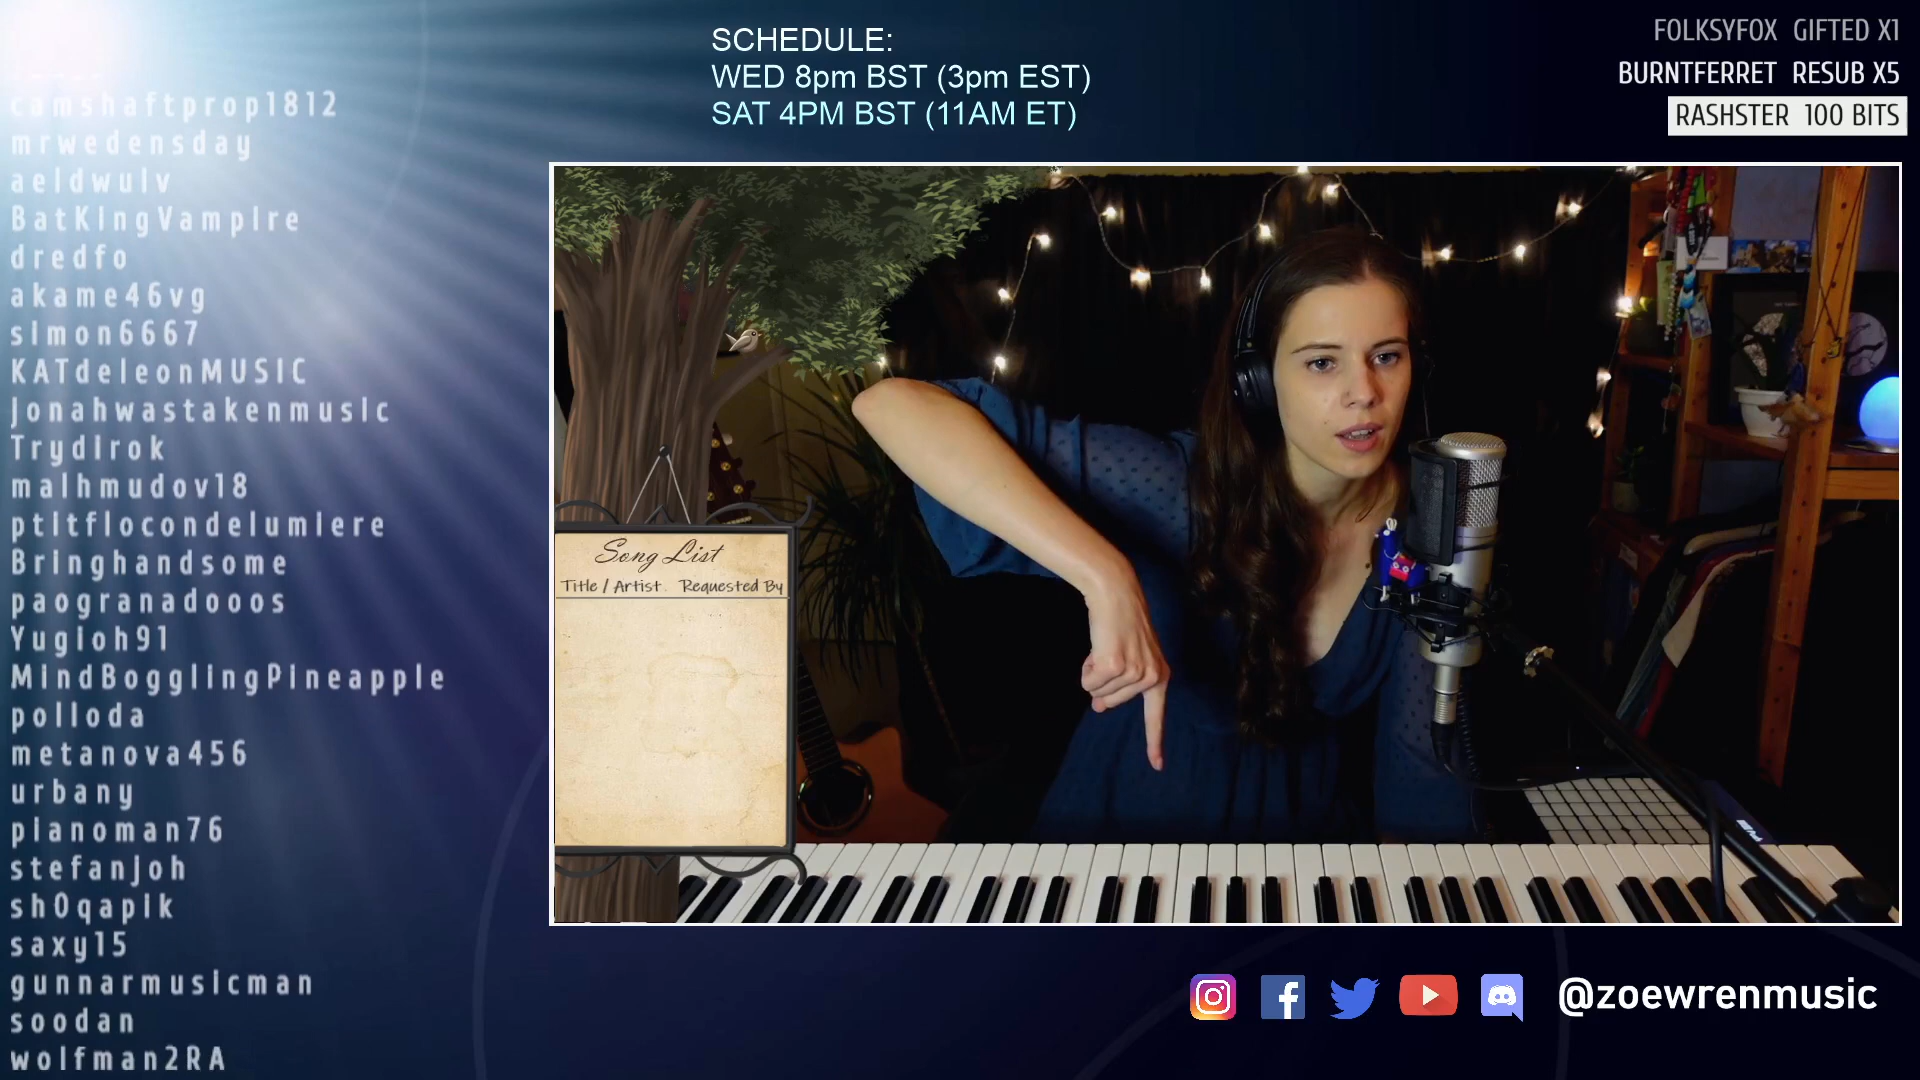 SCHEDULE:
WED 8pm BST (3pm EST)
SAT 4PM BST (11AM ET)
FOLKSYFOX GIFTED X1
BURNTFERRET RESUB X5
RASHSTER 100 BITS
camshaftprop1812
mrwedensday
aeldwulv
BatKingVampire
dredfo
akame46vg
simon6667
KATdeleonMUSIC
jonahwastakenmusic
Trydlrok
malhmudov18
ptitflocondelumiere
Bringhandsome
paogranadooos
Yugioh91
MindBogglingPineapple
polloda
metanova456
urbany
pianoman76
stefanjoh
sh0qapik
saxy15
gunnarmusicman
soodan
wolfman2RA
Song List
Title / Artist Requested By
@zoewrenmusic